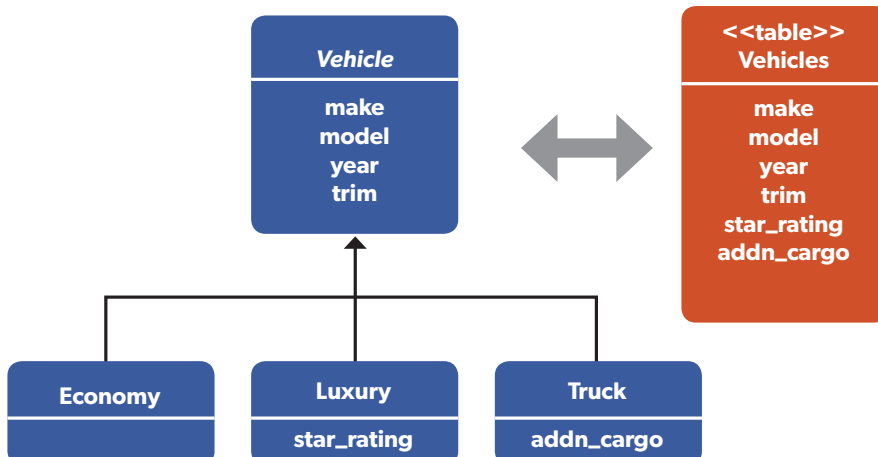 Vehicle
make
model
year
trim
<<table>>
Vehicles
make
model
year
trim
star_rating
addn_cargo
Economy
Luxury
star_rating
Truck
addn_cargo